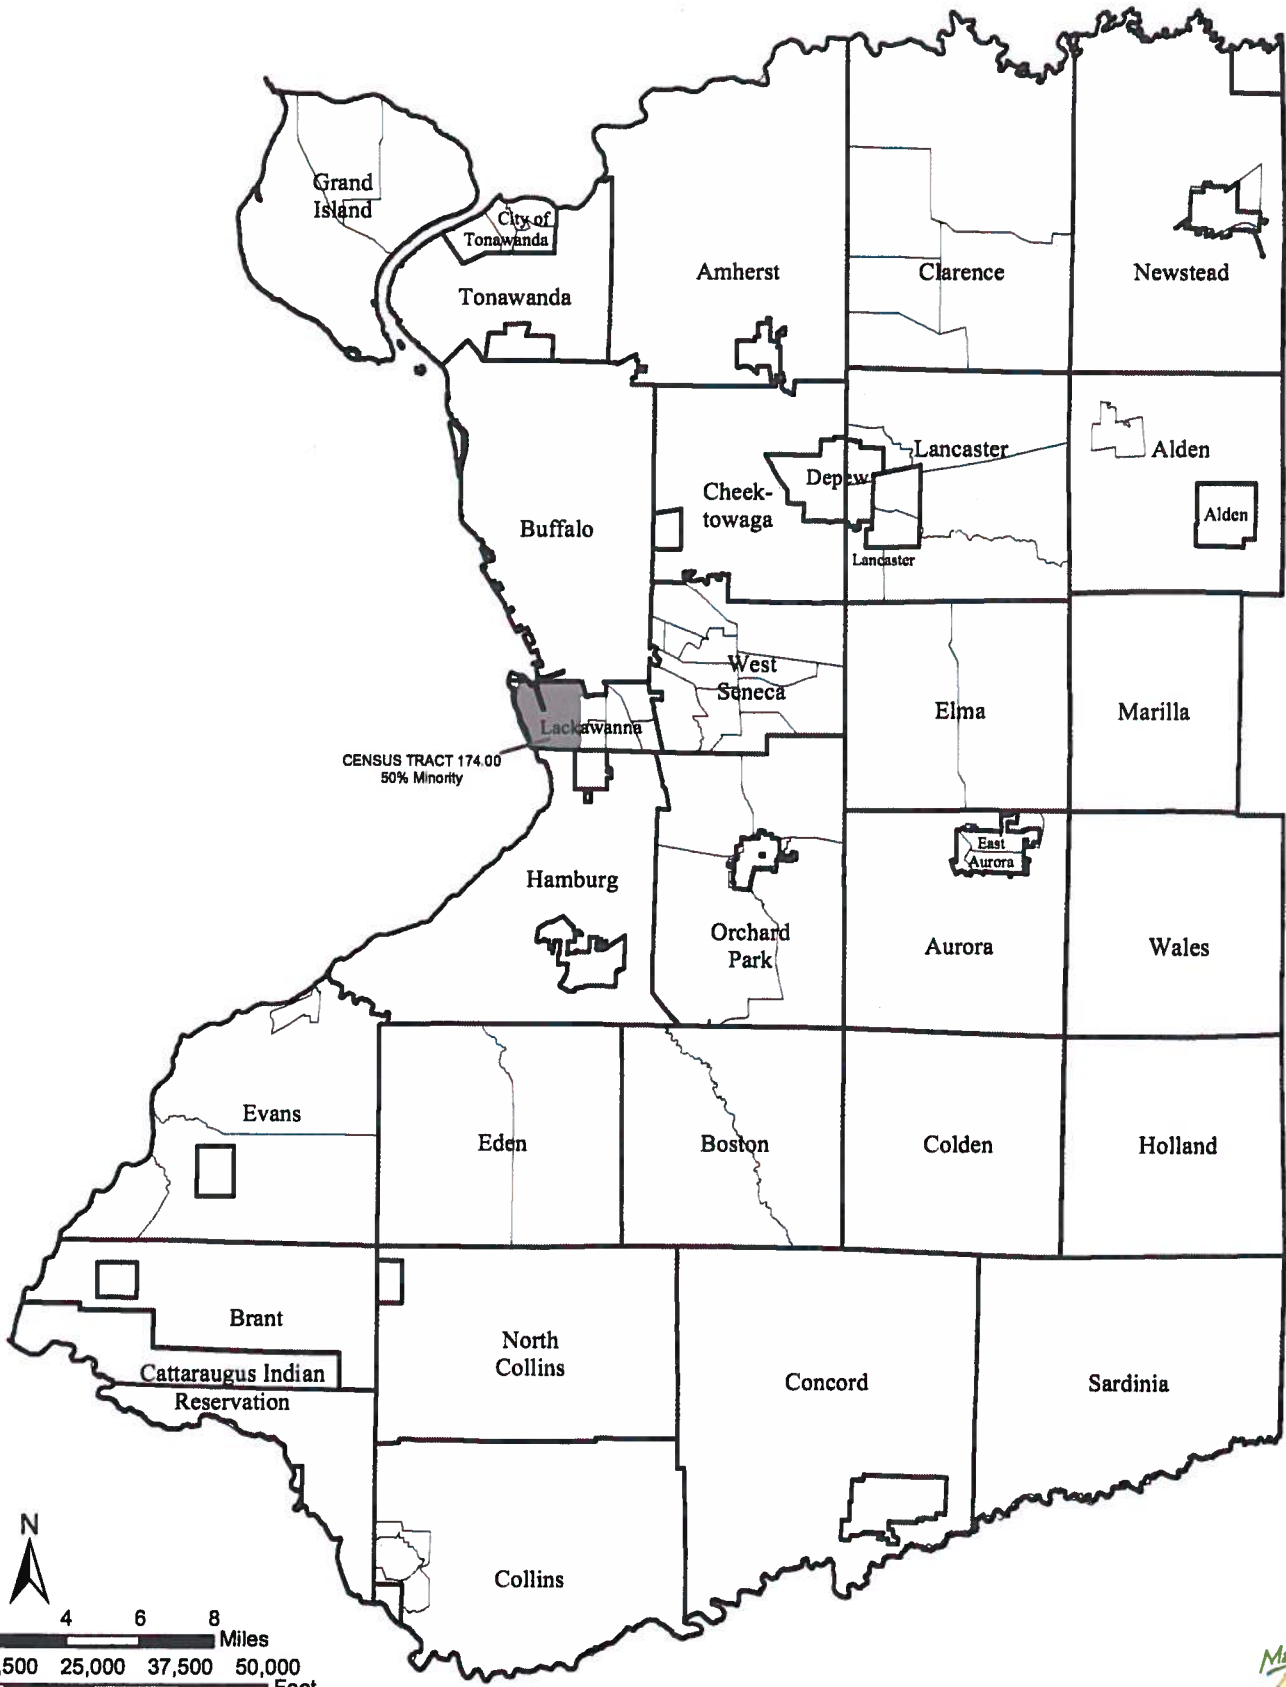 Grand
Island
City of
Tonawanda
Tonawanda
Amherst
Clarence
Newstead
Lancaster
Alden
Depew
Cheek-
towaga
Alden
Buffalo
Lancaster
West
Seneca
Elma
Marilla
Lackawanna
CENSUS TRACT 174.00
50% Minority
East
Aurora
Hamburg
Orchard
Park
Aurora
Wales
Evans
Eden
Boston
Colden
Holland
Brant
North
Collins
Cattaraugus Indian
Reservation
Concord
Sardinia
Collins
N
4 6 8
Miles
,500 25,000 37,500 50,000
Feet